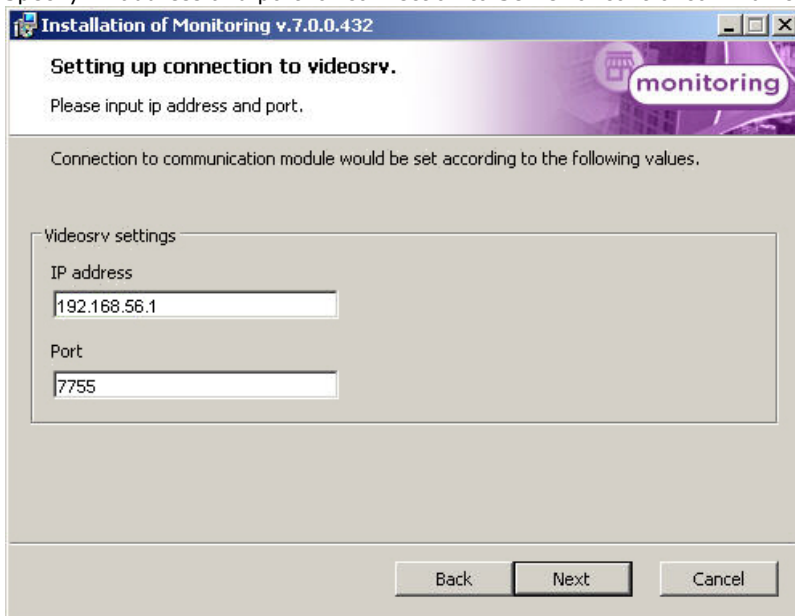 Installation of Monitoring v.7.0.0.432
Setting up connection to videosrv.
Please input ip address and port.
monitoring
Connection to communication module would be set according to the following values.
Videosrv settings
IP address
192.168.56.1
Port
7755
Back Next Cancel